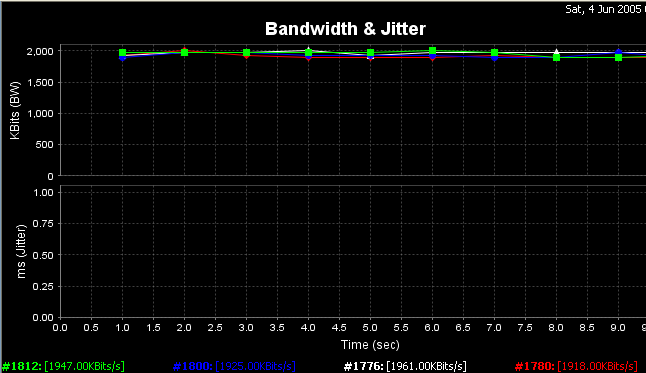 Sat, 4 Jun 2005
Bandwidth & Jitter
2,000
1,500
1,000
500
0
KBits (BW)
1.00
0.75
0.50
0.25
0.00
ms (Jitter)
0.0 0.5 1.0 1.5 2.0 2.5 3.0 3.5 4.0 4.5 5.0 5.5 6.0 6.5 7.0 7.5 8.0 8.5 9.0
Time (sec)
#1812: [1947.00KBits/s] #1800: [1925.00KBits/s] #1776: [1961.00KBits/s] #1780: [1918.00KBits/s]